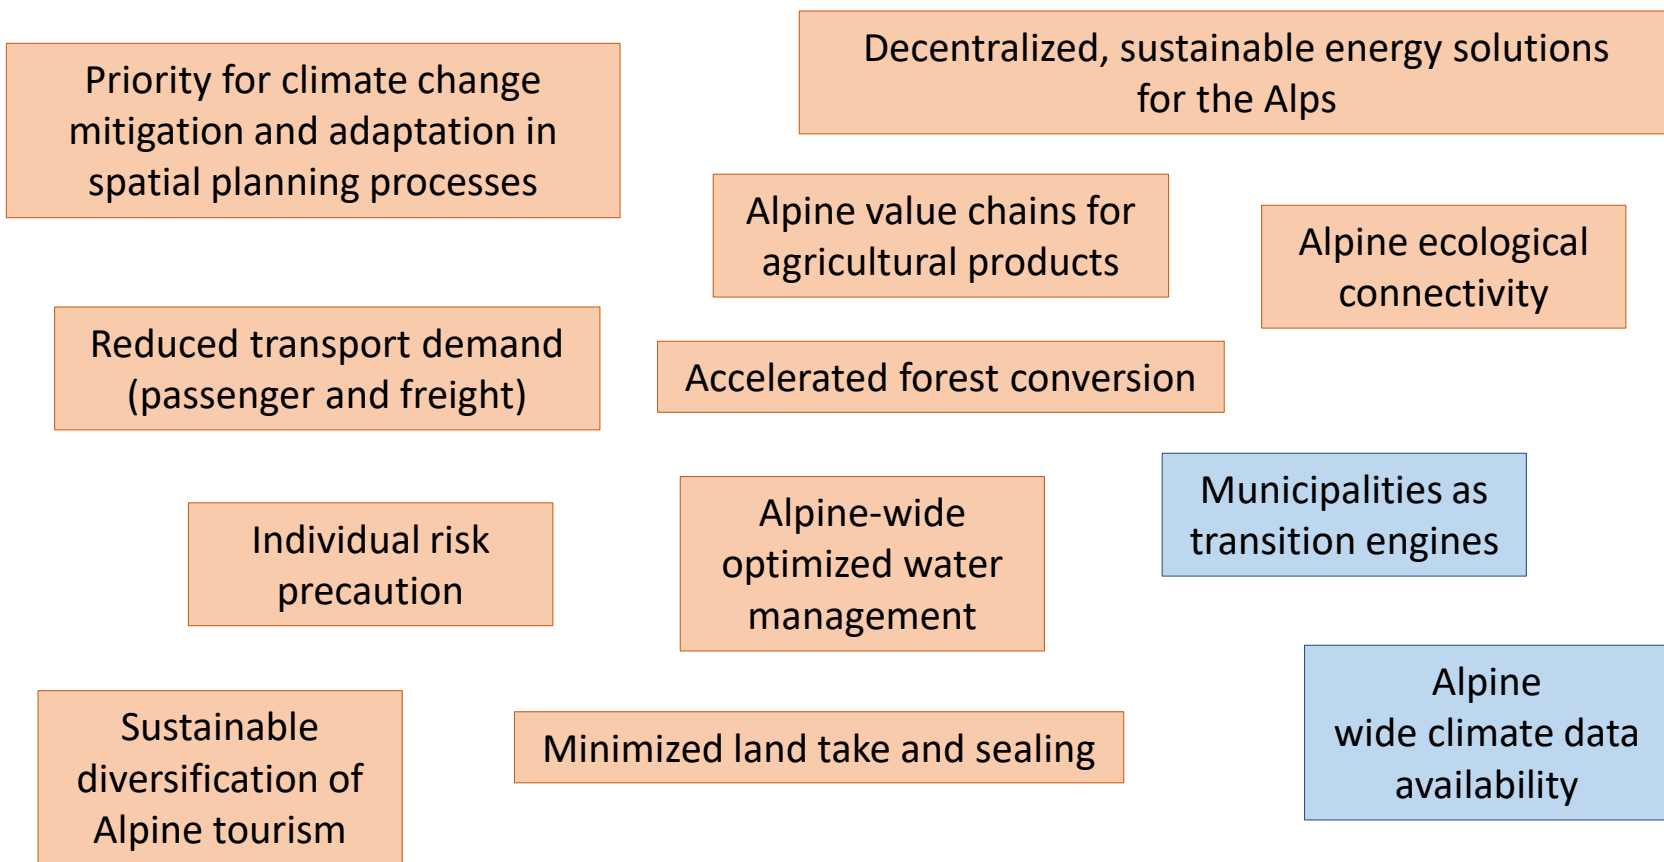 Priority for climate change
mitigation and adaptation in
spatial planning processes
Decentralized, sustainable energy solutions
for the Alps
Alpine value chains for
agricultural products
Alpine ecological
connectivity
Reduced transport demand
(passenger and freight)
Accelerated forest conversion
Municipalities as
transition engines
Individual risk
precaution
Alpine-wide
optimized water
management
Alpine
wide climate data
availability
Sustainable
diversification of
Alpine tourism
Minimized land take and sealing